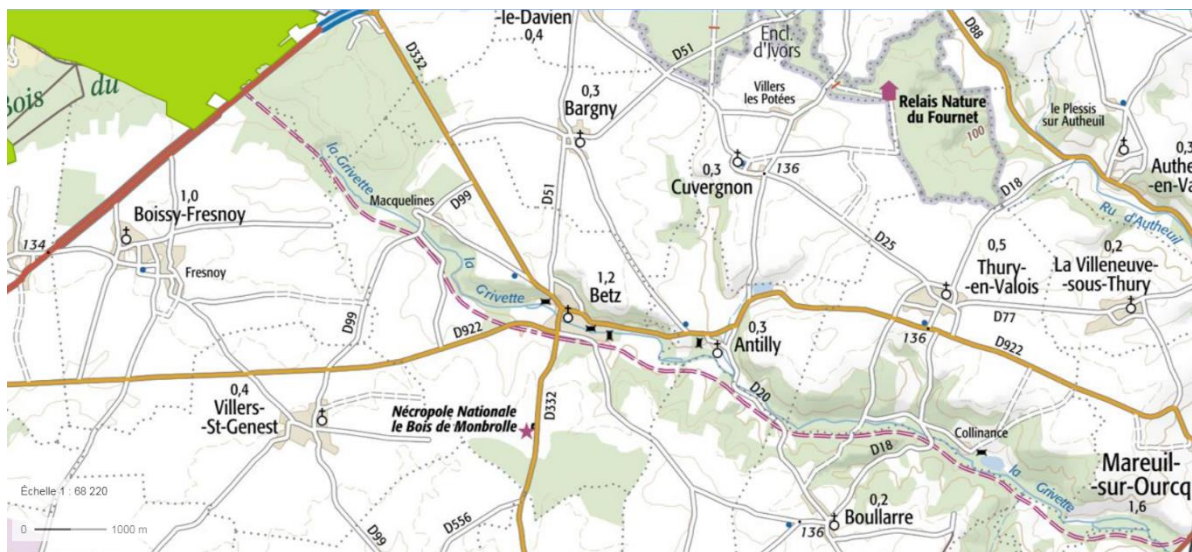 -le-Davien
0,4
D332
D51
Encl.
d'Ivors
D88
Bois du
0,3
Bargny
Villers
les Potées
Relais Nature
du Fournet
100
le Plessis
sur Autheuil
0,3
Authe
-en-Va
la Grivette
136
0,3
Cuvergnon
D18
Ru d'Autheuil
1,0
Boissy-Fresnoy
Macquelines
D99
D51
D25
134
Fresnoy
la
Grivette
1,2
Betz
0,5
Thury
-en-Valois
0,2
La Villeneuve-
-sous-Thury
D77
D99
D922
0,3
Antilly
136
D922
0,4
Villers-
-St-Genest
Nécropole Nationale
le Bois de Monbrolle
D332
D20
D18
Collinance
la Grivette
Mareuil-
-sur-Ourcq
1,6
Échelle 1 : 68 220
0 1000 m
D99
D556
136
0,2
Boullarre